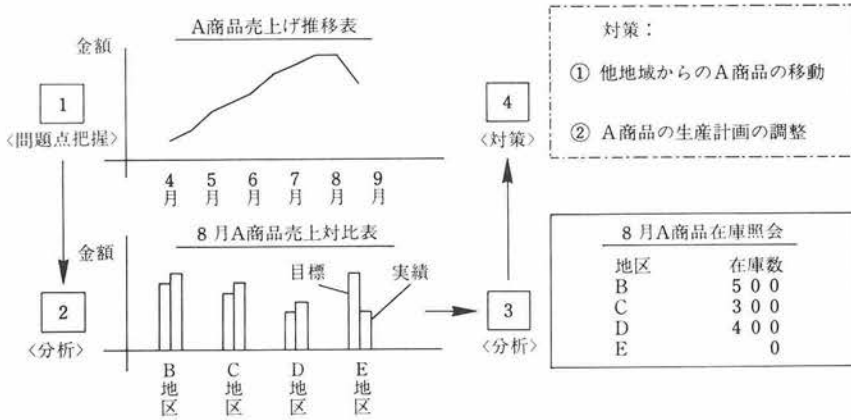 A商品売上げ推移表
金額
1
〈問題点把握〉
4月 5月 6月 7月 8月 9月
8月A商品売上対比表
金額
目標
実績
2
〈分析〉
B地区 C地区 D地区 E地区
3
〈分析〉
8月A商品在庫照会
地区 在庫数
B 500
C 300
D 400
E 0
4
〈対策〉
対策：
① 他地域からのA商品の移動
② A商品の生産計画の調整